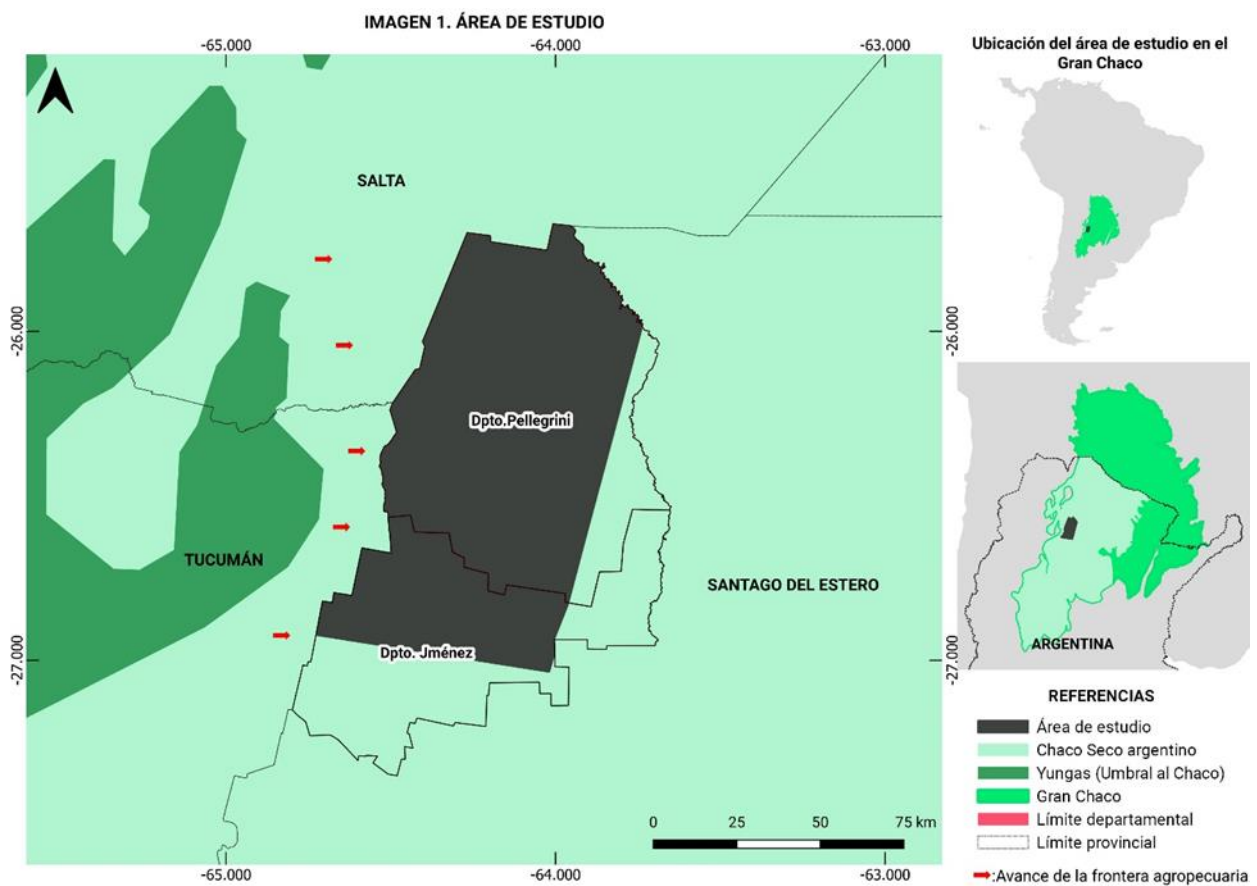 IMAGEN 1. ÁREA DE ESTUDIO
-65.000
-64.000
-63.000
SALTA
-26.000
-26.000
Dpto.Pellegrini
TUCUMÁN
SANTAGO DEL ESTERO
Dpto. Jménez
-27.000
-27.000
0
25
50
75 km
-65.000
-64.000
-63.000
Ubicación del área de estudio en el
Gran Chaco
ARGENTINA
REFERENCIAS
Área de estudio
Chaco Seco argentino
Yungas (Umbral al Chaco)
Gran Chaco
Límite departamental
Límite provincial
:Avance de la frontera agropecuaria